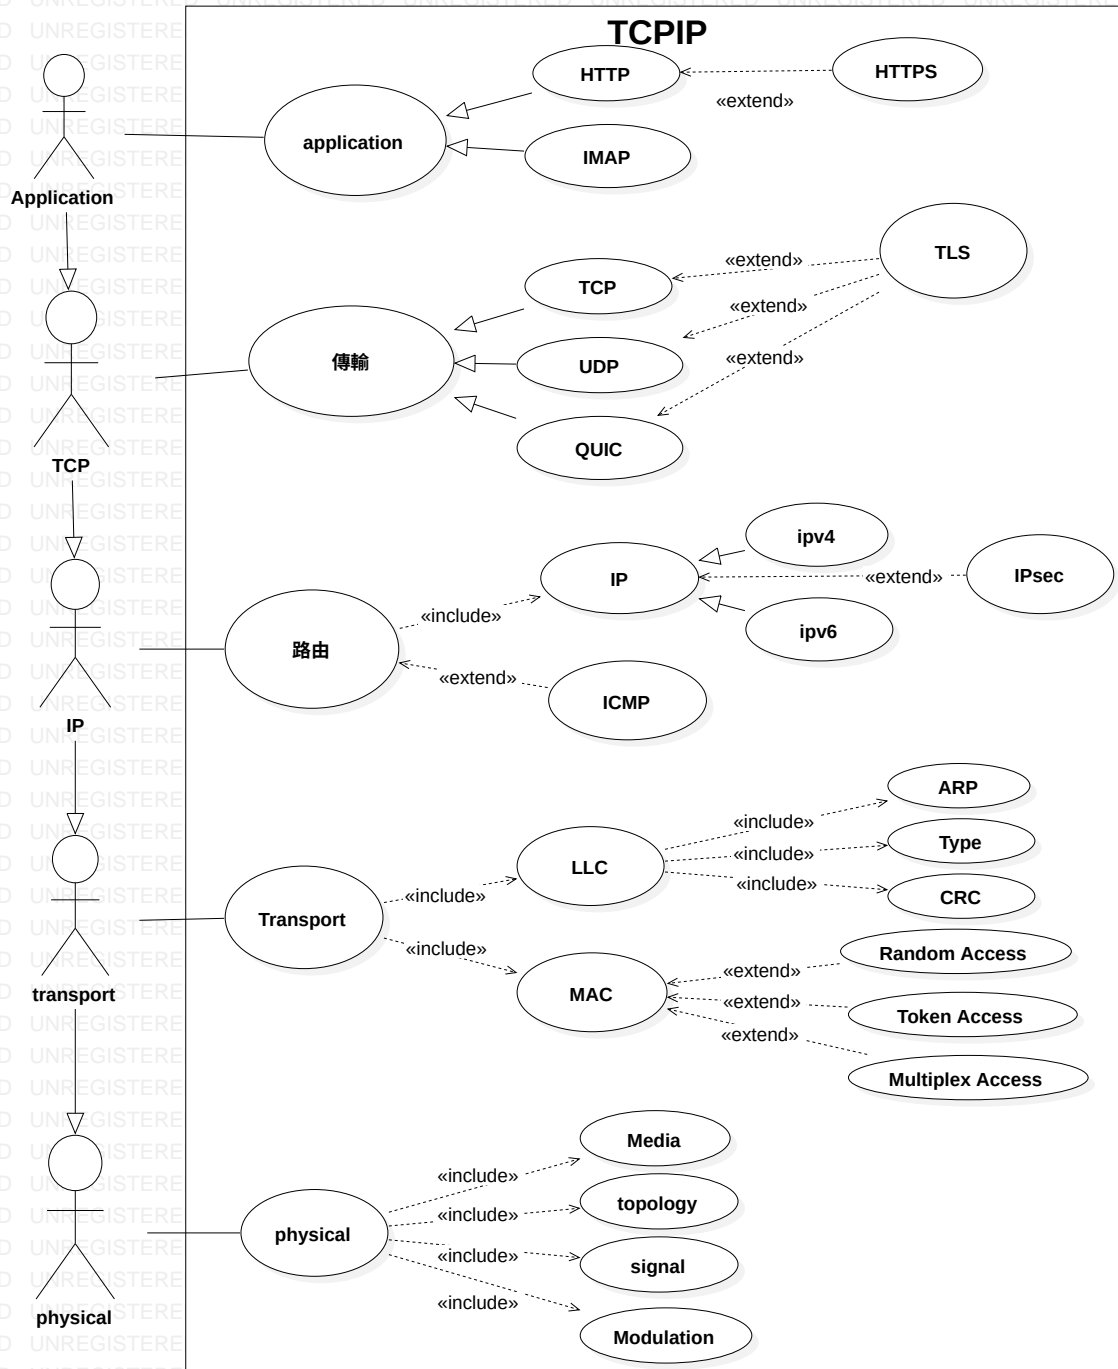 TCPIP
HTTP
HTTPS
«extend»
application
IMAP
Application
TLS
«extend»
TCP
«extend»
傳輸
UDP
«extend»
QUIC
TCP
ipv4
IP
«extend»
IPsec
«include»
ipv6
路由
«extend»
ICMP
IP
ARP
«include»
LLC
Type
«include»
«include»
CRC
«include»
Transport
«include»
Random Access
«extend»
MAC
transport
«extend»
Token Access
«extend»
Multiplex Access
Media
«include»
topology
«include»
physical
«include»
signal
«include»
physical
Modulation
UNREGISTERED